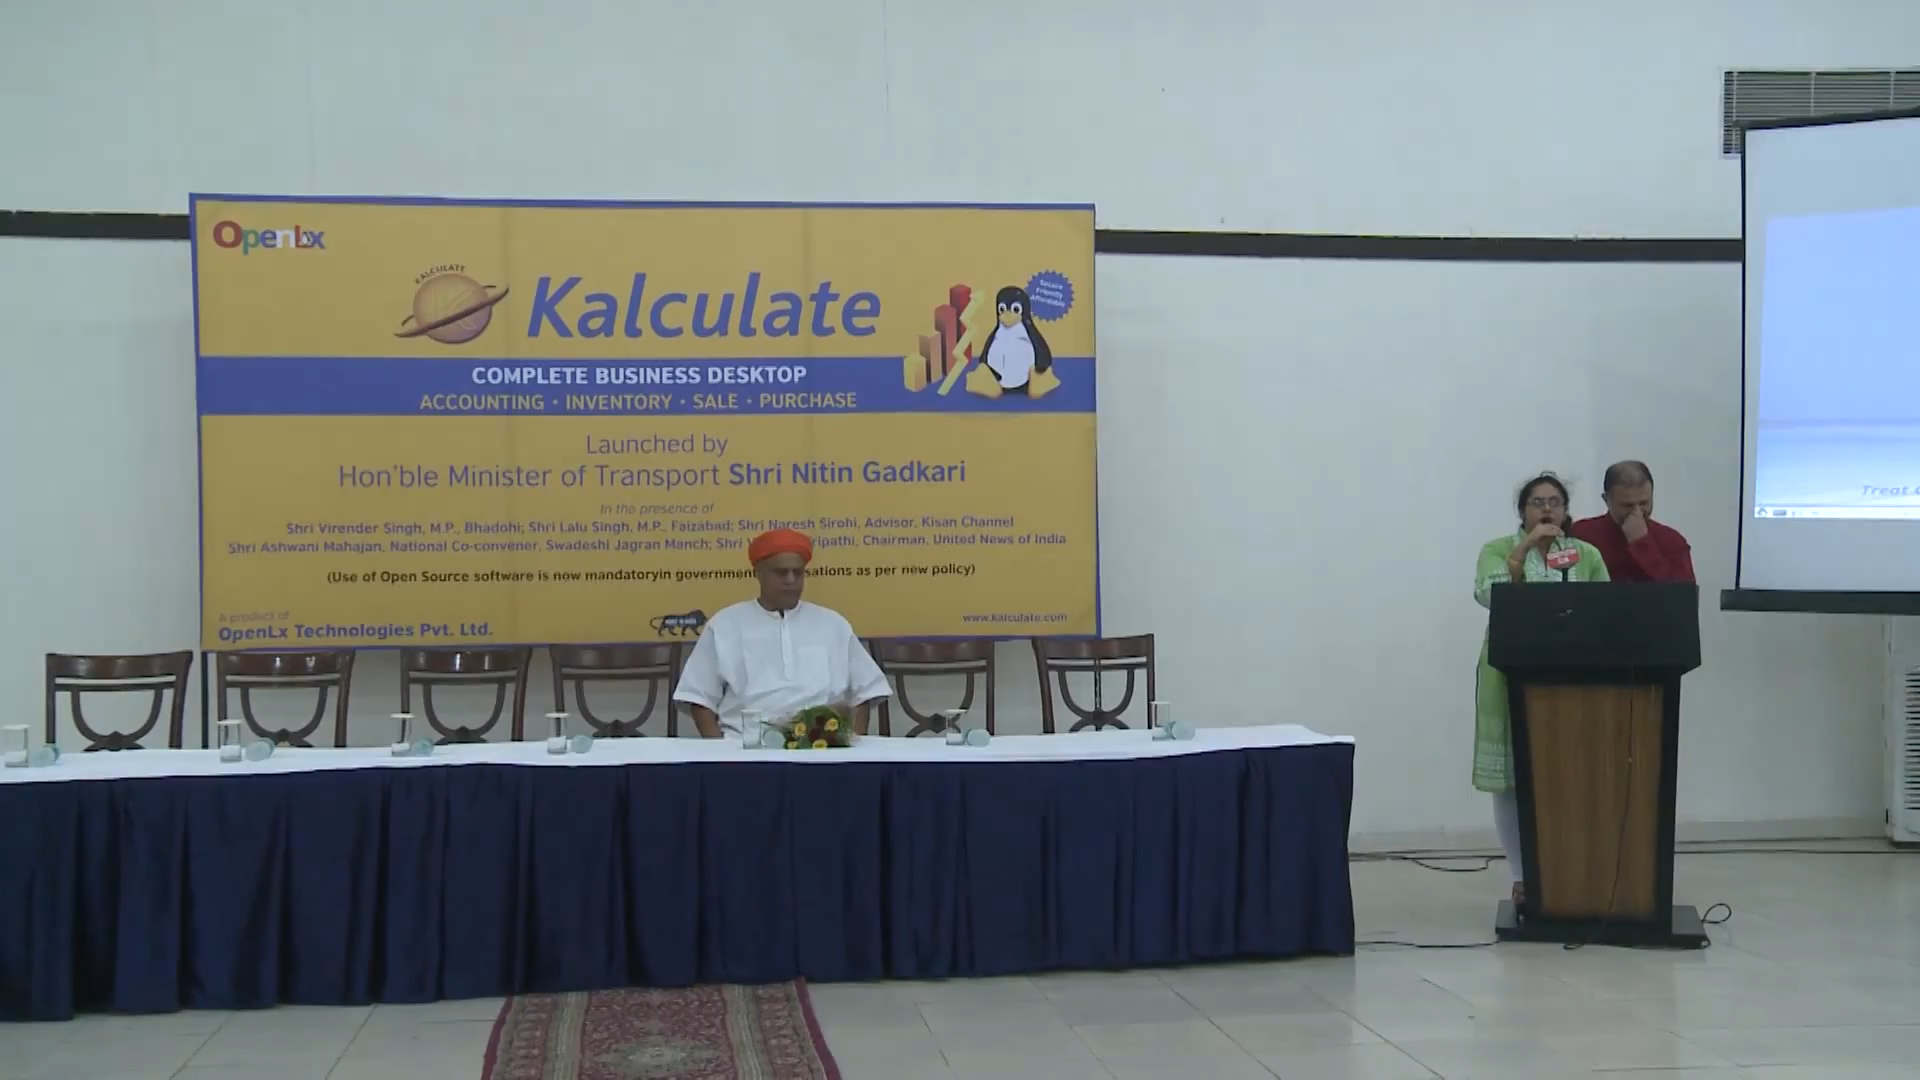 OpenLx
KALCULATE
Kalculate
Secure
Friendly
Affordable
COMPLETE BUSINESS DESKTOP
ACCOUNTING • INVENTORY • SALE • PURCHASE
Launched by
Hon'ble Minister of Transport Shri Nitin Gadkari
In the presence of
Shri Virender Singh, M.P., Bhadohi; Shri Lalu Singh, M.P., Faizabad; Shri Naresh Sirohi, Advisor, Kisan Channel
Shri Ashwani Mahajan, National Co-convener, Swadeshi Jagran Manch; Shri V ripathi, Chairman, United News of India
(Use of Open Source software is now mandatoryin government sations as per new policy)
A product of
OpenLx Technologies Pvt. Ltd.
www.kalculate.com
Treat